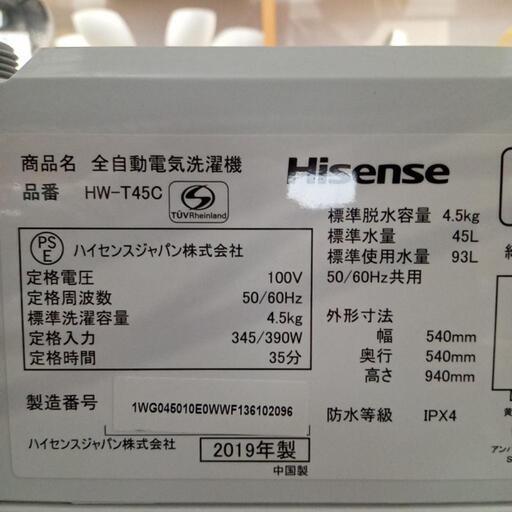 商品名 全自動電気洗濯機
Hisense
品番 HW-T45C
TÜVRheinland
PS
E
ハイセンスジャパン株式会社
定格電圧 100V
定格周波数 50/60Hz
標準洗濯容量 4.5kg
定格入力 345/390W
定格時間 35分
製造番号 1WG045010E0WWF136102096
ハイセンスジャパン株式会社
2019年製
中国製
標準脱水容量 4.5kg
標準水量 45L
標準使用水量 93L
50/60Hz共用
外形寸法
幅 540mm
奥行 540mm
高さ 940mm
防水等級 IPX4
アンパ